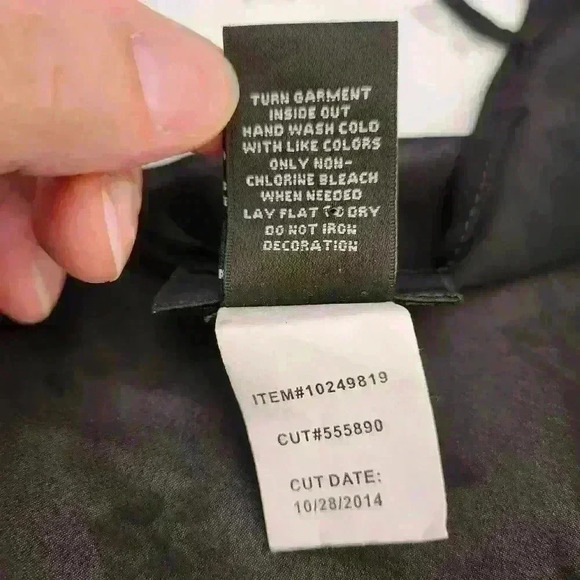 TURN GARMENT
INSIDE OUT
HAND WASH COLD
WITH LIKE COLORS
ONLY NON-
CHLORINE BLEACH
WHEN NEEDED
LAY FLAT TO DRY
DO NOT IRON
DECORATION
ITEM#10249819
CUT#555890
CUT DATE:
10/28/2014